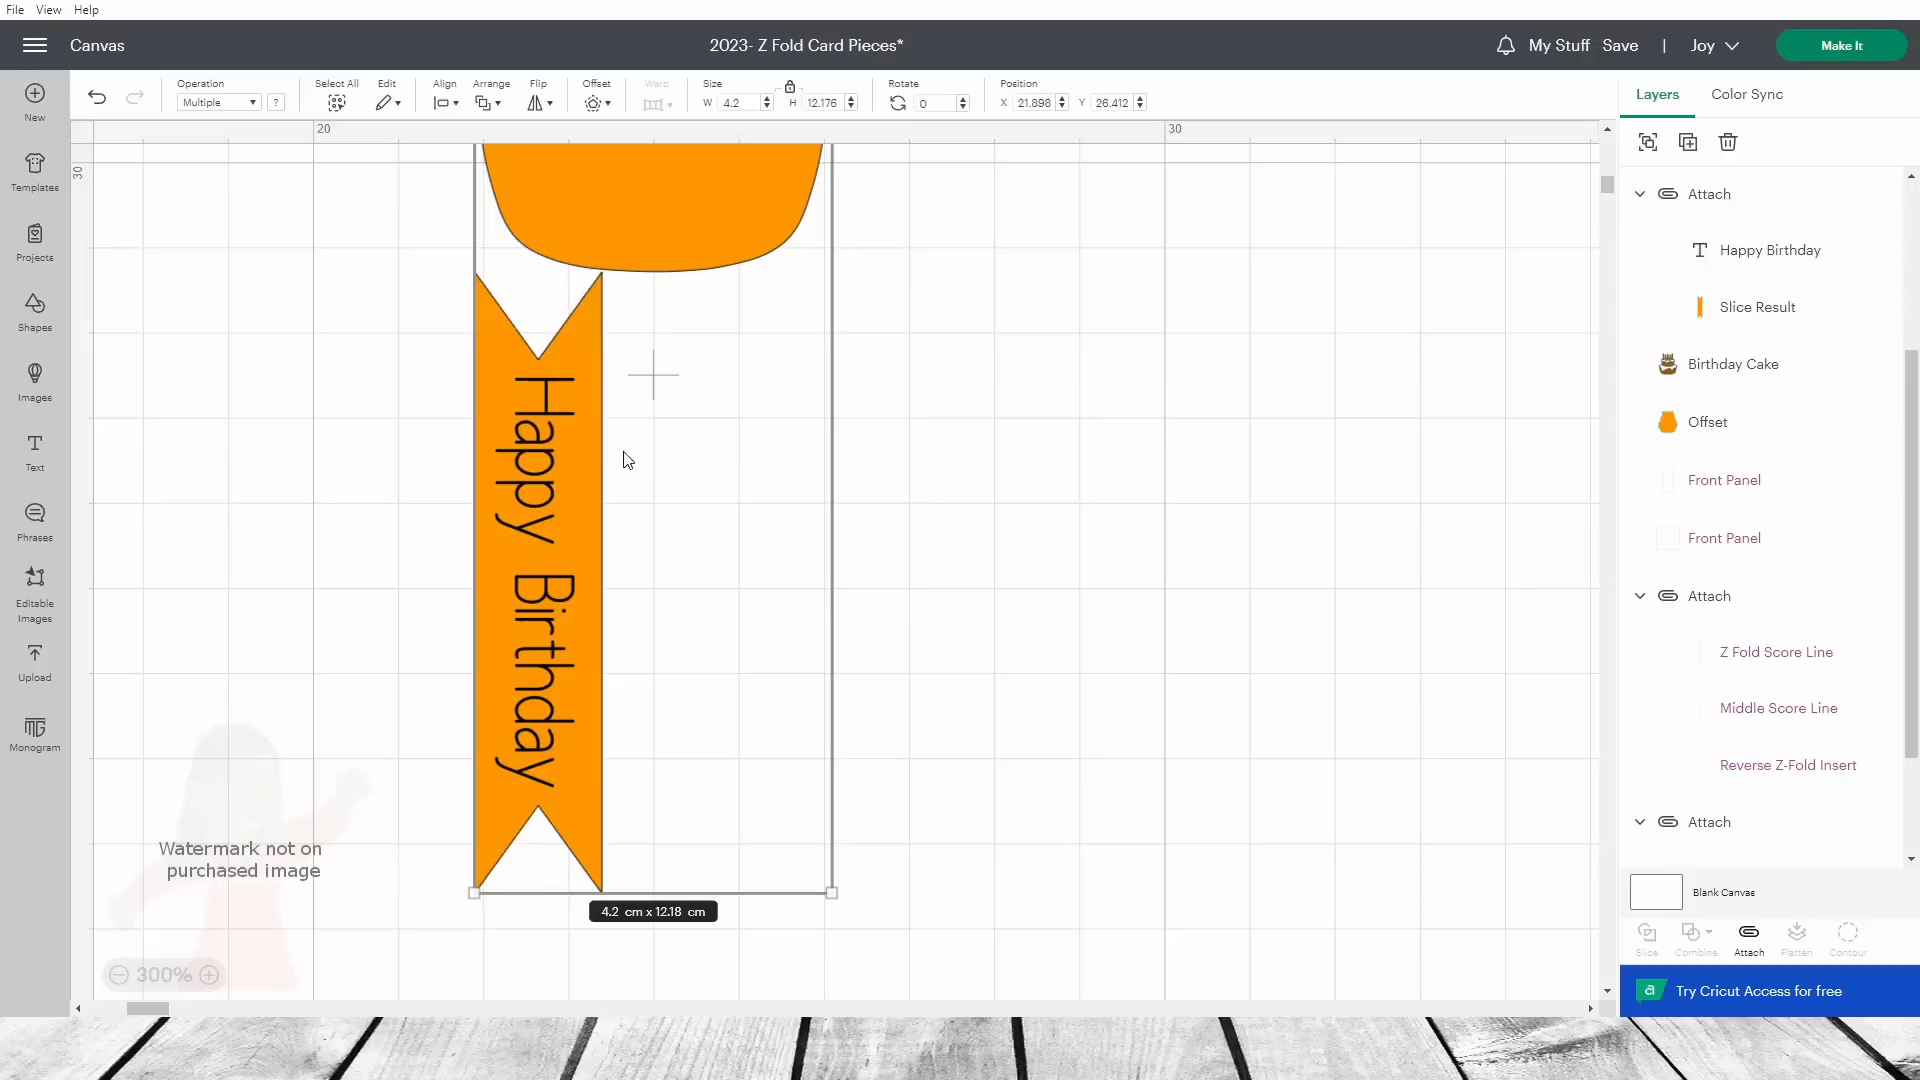 File View Help
Canvas
2023- Z Fold Card Pieces*
My Stuff Save | Joy
Make It
Operation
Multiple
?
Select All
Edit
Align
Arrange
Flip
Offset
Warp
Size
W 4.2
H 12.176
Rotate
0
Position
X 21.898
Y 26.412
New
Templates
Projects
Shapes
Images
Text
Phrases
Editable
Images
Upload
Monogram
20
30
30
Happy Birthday
4.2 cm x 12.18 cm
Watermark not on
purchased image
300%
Layers
Color Sync
Attach
Happy Birthday
Slice Result
Birthday Cake
Offset
Front Panel
Front Panel
Attach
Z Fold Score Line
Middle Score Line
Reverse Z-Fold Insert
Attach
Blank Canvas
Slice
Combine
Attach
Flatten
Contour
a Try Cricut Access for free